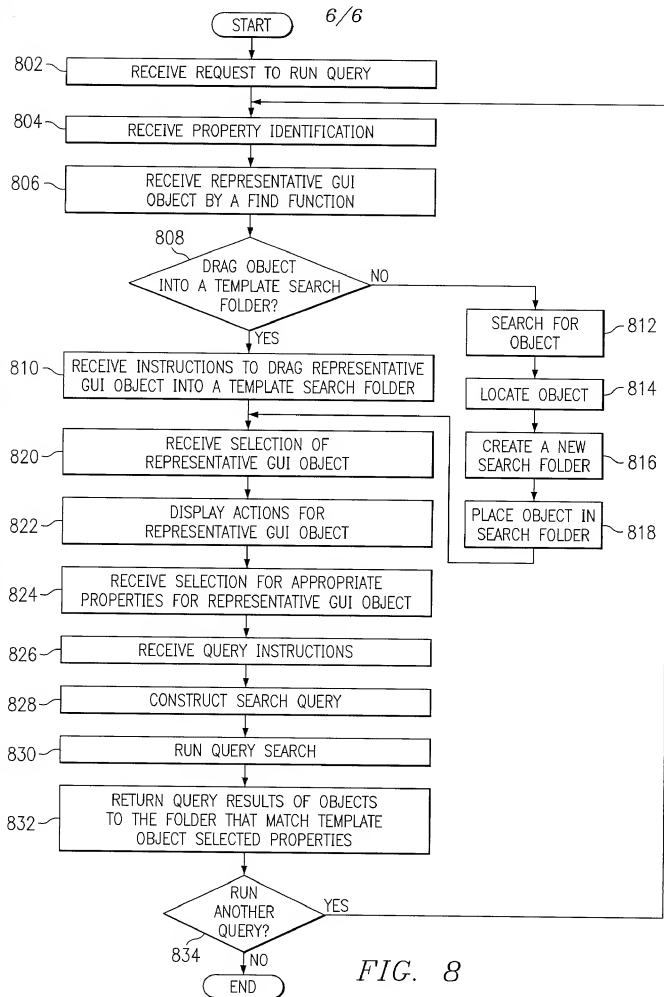 6/6
START
802
RECEIVE REQUEST TO RUN QUERY
804
RECEIVE PROPERTY IDENTIFICATION
806
RECEIVE REPRESENTATIVE GUI
OBJECT BY A FIND FUNCTION
808
DRAG OBJECT
INTO A TEMPLATE SEARCH
FOLDER?
NO
YES
810
RECEIVE INSTRUCTIONS TO DRAG REPRESENTATIVE
GUI OBJECT INTO A TEMPLATE SEARCH FOLDER
SEARCH FOR
OBJECT
812
LOCATE OBJECT
814
CREATE A NEW
SEARCH FOLDER
816
PLACE OBJECT IN
SEARCH FOLDER
818
820
RECEIVE SELECTION OF
REPRESENTATIVE GUI OBJECT
822
DISPLAY ACTIONS FOR
REPRESENTATIVE GUI OBJECT
824
RECEIVE SELECTION FOR APPROPRIATE
PROPERTIES FOR REPRESENTATIVE GUI OBJECT
826
RECEIVE QUERY INSTRUCTIONS
828
CONSTRUCT SEARCH QUERY
830
RUN QUERY SEARCH
832
RETURN QUERY RESULTS OF OBJECTS
TO THE FOLDER THAT MATCH TEMPLATE
OBJECT SELECTED PROPERTIES
RUN
ANOTHER
QUERY?
YES
834
NO
END
FIG. 8